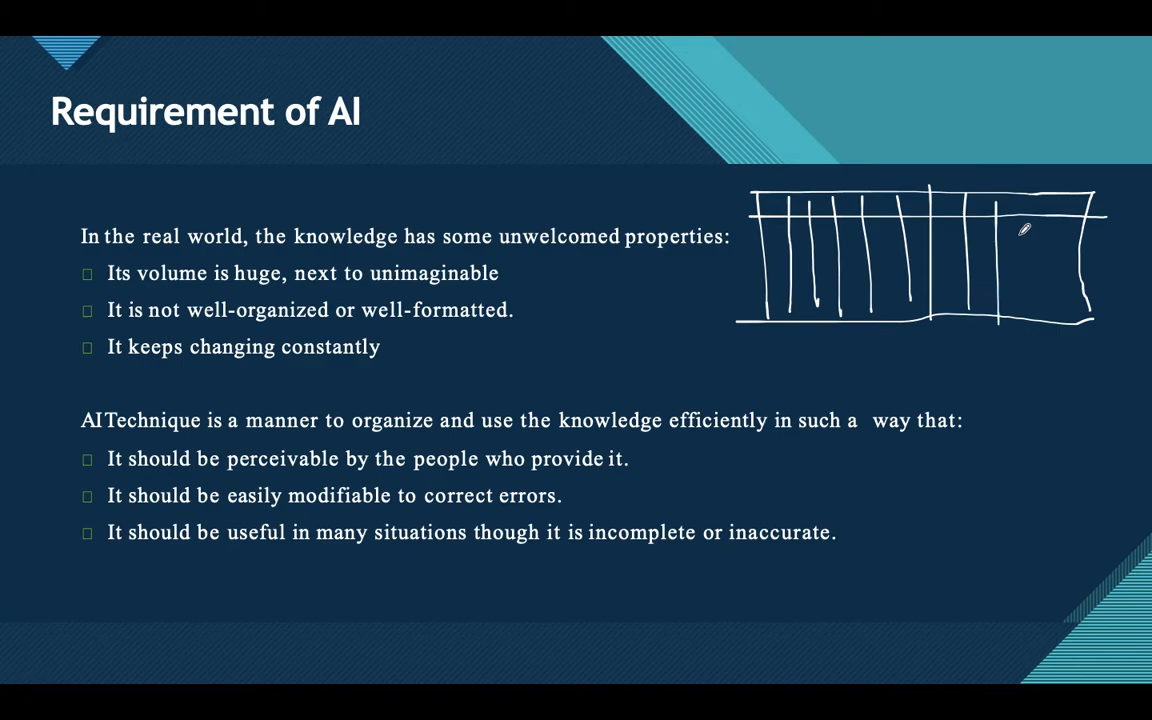 Requirement of AI
In the real world, the knowledge has some unwelcomed properties:
Its volume is huge, next to unimaginable
It is not well-organized or well-formatted.
It keeps changing constantly
AI Technique is a manner to organize and use the knowledge efficiently in such a way that:
It should be perceivable by the people who provide it.
It should be easily modifiable to correct errors.
It should be useful in many situations though it is incomplete or inaccurate.